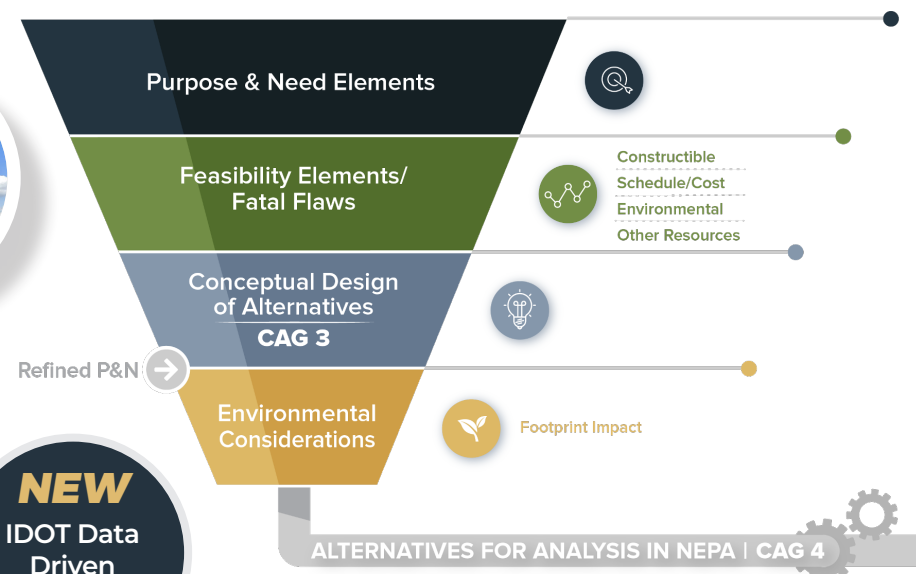 Purpose & Need Elements
Feasibility Elements/
Fatal Flaws
Constructible
Schedule/Cost
Environmental
Other Resources
Conceptual Design
of Alternatives
CAG 3
Refined P&N
Environmental
Considerations
Footprint Impact
NEW
IDOT Data
Driven
ALTERNATIVES FOR ANALYSIS IN NEPA | CAG 4